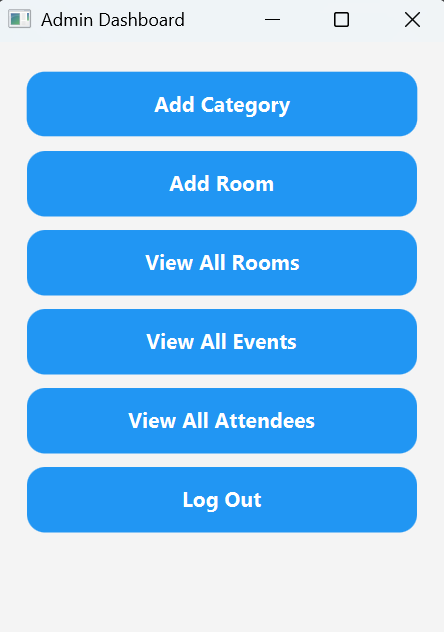 Admin Dashboard
Add Category
Add Room
View All Rooms
View All Events
View All Attendees
Log Out